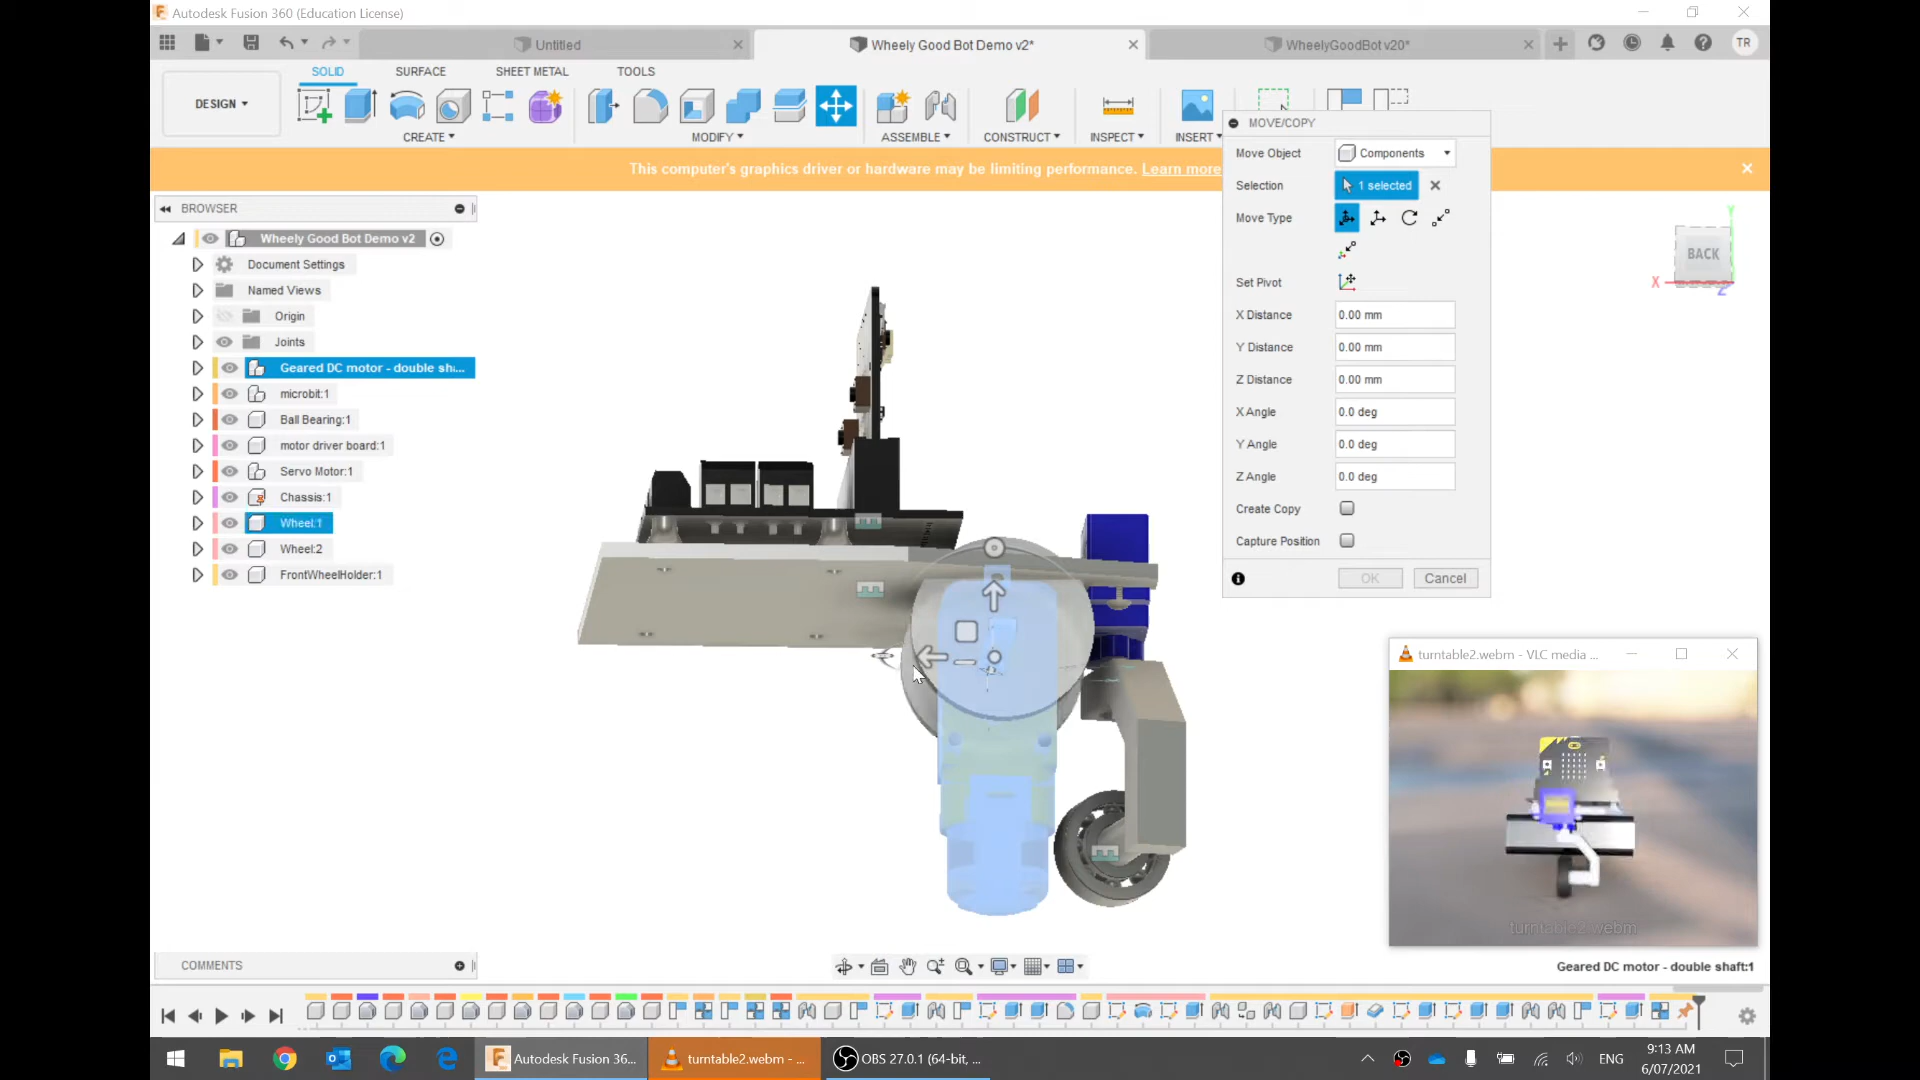 Autodesk Fusion 360 (Education License)
Untitled
Wheely Good Bot Demo v2*
WheelyGoodBot v20*
TR
DESIGN
SOLID
SURFACE
SHEET METAL
TOOLS
CREATE
MODIFY
ASSEMBLE
CONSTRUCT
INSPECT
INSERT
This computer's graphics driver or hardware may be limiting performance. Learn more
BROWSER
Wheely Good Bot Demo v2
Document Settings
Named Views
Origin
Joints
Geared DC motor - double sh...
microbit:1
Ball Bearing:1
motor driver board:1
Servo Motor:1
Chassis:1
Wheel:1
Wheel:2
FrontWheelHolder:1
MOVE/COPY
Move Object
Components
Selection
1 selected
Move Type
Set Pivot
X Distance
0.00 mm
Y Distance
0.00 mm
Z Distance
0.00 mm
X Angle
0.0 deg
Y Angle
0.0 deg
Z Angle
0.0 deg
Create Copy
Capture Position
OK
Cancel
Y
BACK
X
Z
turntable2.webm - VLC media ...
turntable2.webm
COMMENTS
Geared DC motor - double shaft:1
Autodesk Fusion 36...
turntable2.webm - ...
OBS 27.0.1 (64-bit, ...
ENG
9:13 AM
6/07/2021